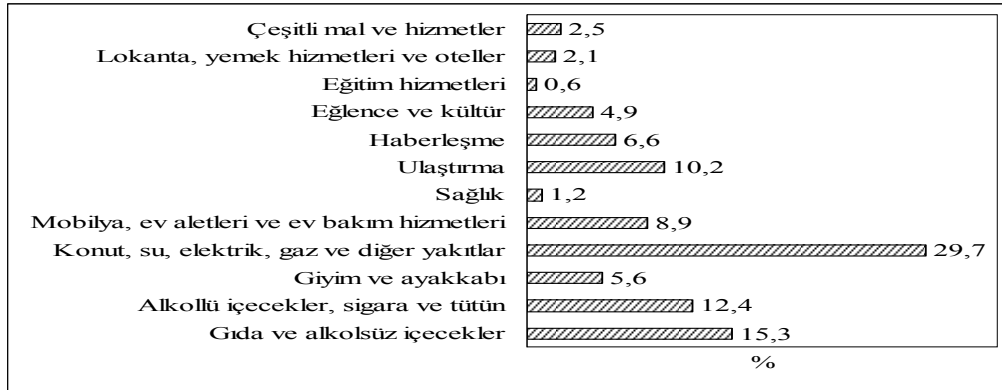 Çeşitli mal ve hizmetler 2,5
Lokanta, yemek hizmetleri ve oteller 2,1
Eğitim hizmetleri 0,6
Eğlence ve kültür 4,9
Haberleşme 6,6
Ulaştırma 10,2
Sağlık 1,2
Mobilya, ev aletleri ve ev bakım hizmetleri 8,9
Konut, su, elektrik, gaz ve diğer yakıtlar 29,7
Giyim ve ayakkabı 5,6
Alkollü içecekler, sigara ve tütün 12,4
Gıda ve alkolsüz içecekler 15,3
%